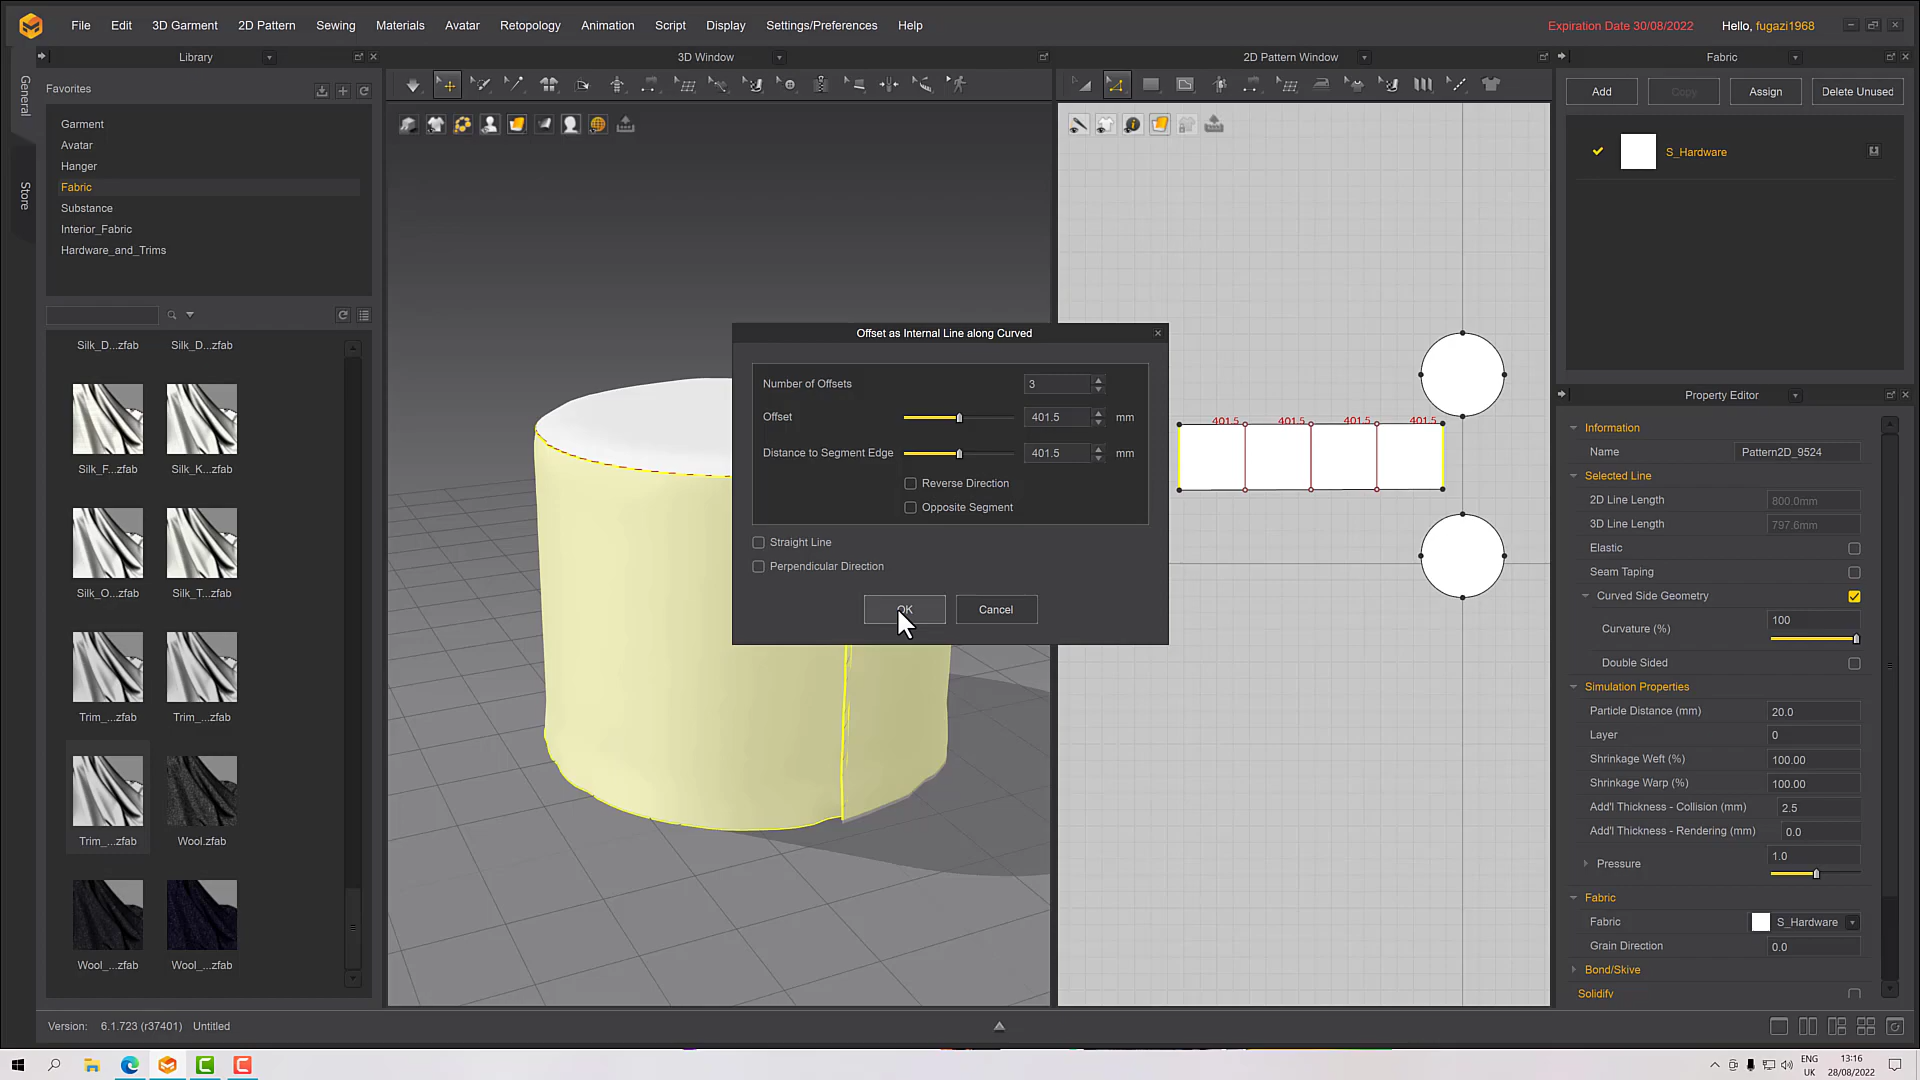 File Edit 3D Garment 2D Pattern Sewing Materials Avatar Retopology Animation Script Display Settings/Preferences Help
Expiration Date 30/08/2022 Hello, fugazi1968
Library
3D Window
2D Pattern Window
Fabric
General
Store
Favorites
Garment
Avatar
Hanger
Fabric
Substance
Interior_Fabric
Hardware_and_Trims
Silk_D...zfab Silk_D...zfab
Silk_F...zfab Silk_K...zfab
Silk_O...zfab Silk_T...zfab
Trim_...zfab Trim_...zfab
Trim_...zfab Wool.zfab
Wool_...zfab Wool_...zfab
Offset as Internal Line along Curved
Number of Offsets 3
Offset 401.5 mm
Distance to Segment Edge 401.5 mm
Reverse Direction
Opposite Segment
Straight Line
Perpendicular Direction
OK Cancel
401.5 401.5 401.5 401.5
Add Copy Assign Delete Unused
S_Hardware
Property Editor
Information
Name Pattern2D_9524
Selected Line
2D Line Length 800.0mm
3D Line Length 797.6mm
Elastic
Seam Taping
Curved Side Geometry
Curvature (%) 100
Double Sided
Simulation Properties
Particle Distance (mm) 20.0
Layer 0
Shrinkage Weft (%) 100.00
Shrinkage Warp (%) 100.00
Add'l Thickness - Collision (mm) 2.5
Add'l Thickness - Rendering (mm) 0.0
Pressure 1.0
Fabric
Fabric S_Hardware
Grain Direction 0.0
Bond/Skive
Solidify
Version: 6.1.723 (r37401) Untitled
ENG
UK
13:16
28/08/2022